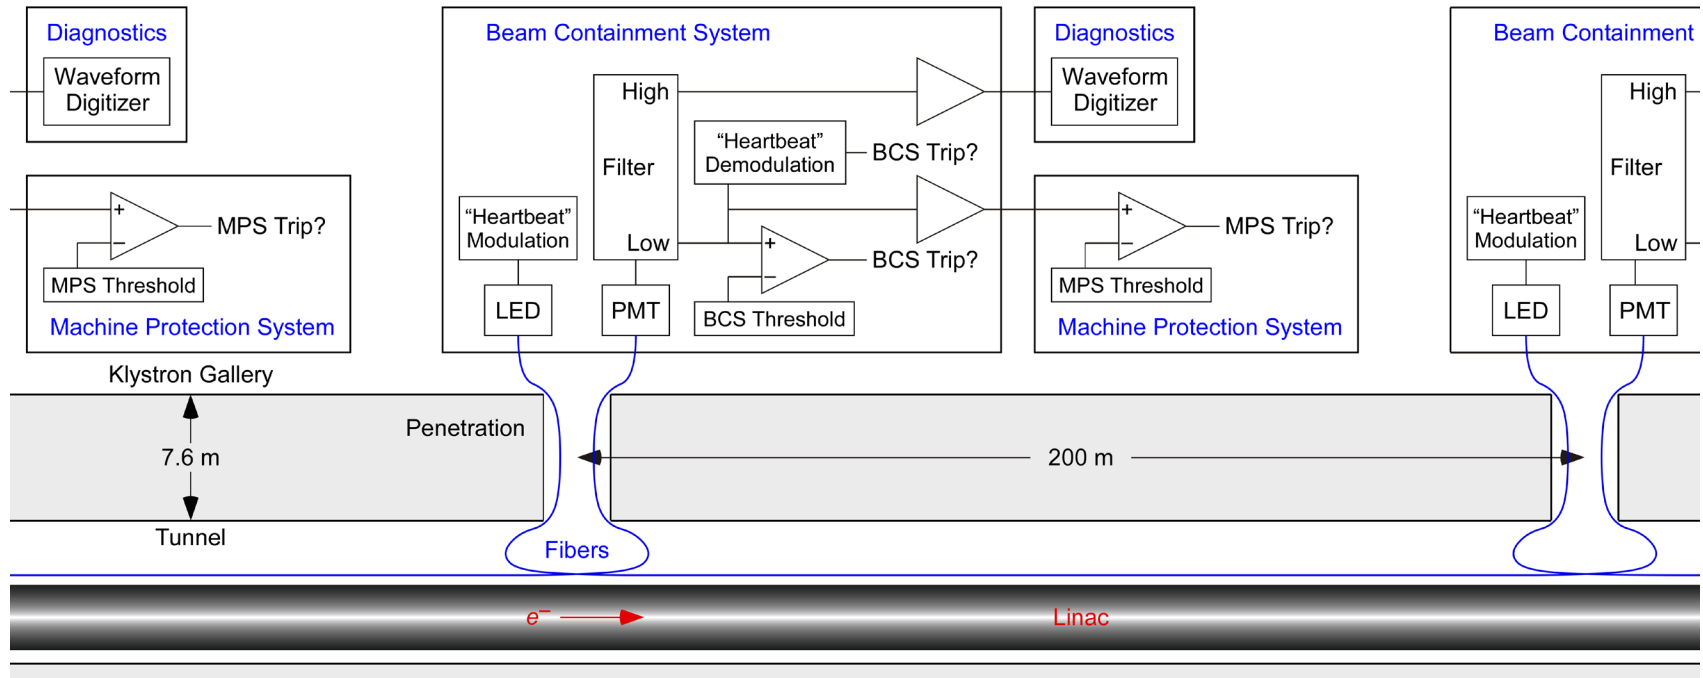 Diagnostics
Waveform
Digitizer
+
MPS Trip?
−
MPS Threshold
Machine Protection System
Beam Containment System
High
Filter
Low
“Heartbeat”
Demodulation
BCS Trip?
“Heartbeat”
Modulation
+
BCS Trip?
−
LED
PMT
BCS Threshold
Diagnostics
Waveform
Digitizer
+
MPS Trip?
−
MPS Threshold
Machine Protection System
Beam Containment
High
Filter
“Heartbeat”
Modulation
Low
LED
PMT
Klystron Gallery
Penetration
7.6 m
200 m
Tunnel
Fibers
e−
Linac